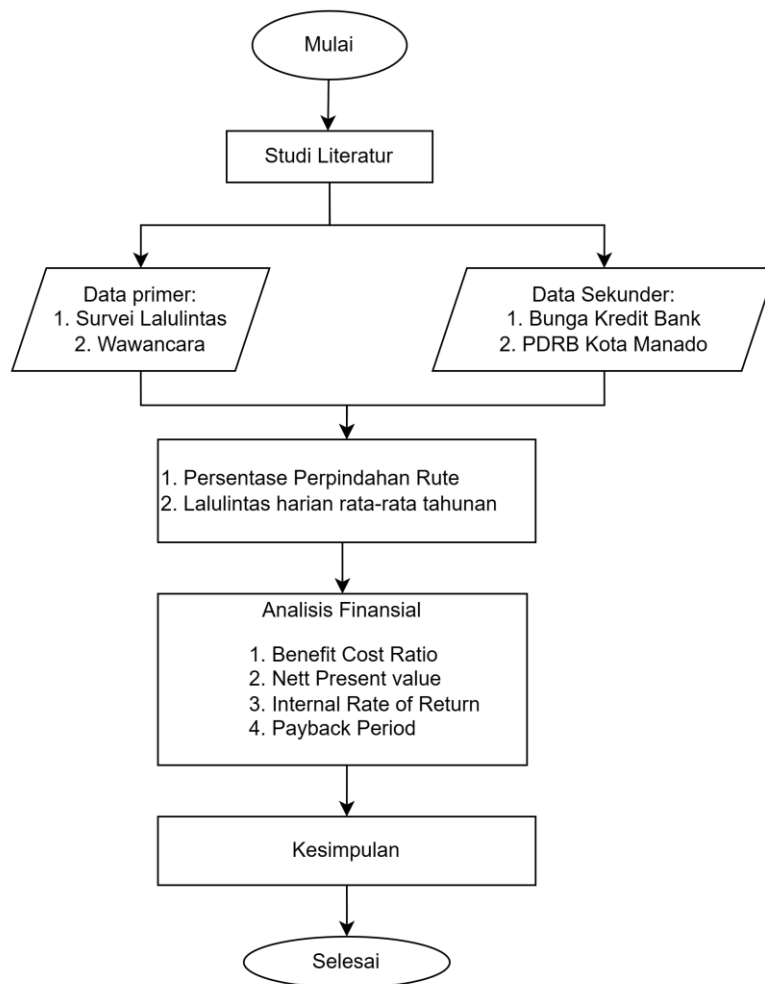 Mulai
Studi Literatur
Data primer:
1. Survei Lalulintas
2. Wawancara
Data Sekunder:
1. Bunga Kredit Bank
2. PDRB Kota Manado
1. Persentase Perpindahan Rute
2. Lalulintas harian rata-rata tahunan
Analisis Finansial
1. Benefit Cost Ratio
2. Nett Present value
3. Internal Rate of Return
4. Payback Period
Kesimpulan
Selesai